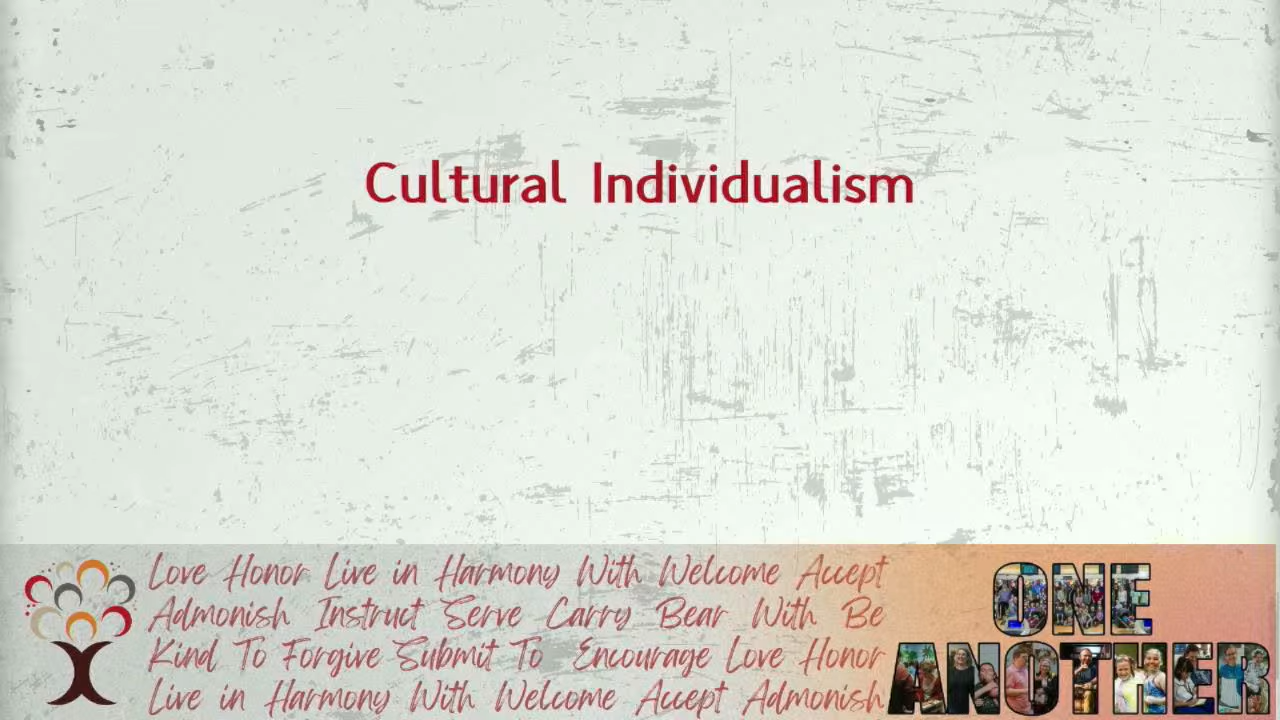 Cultural Individualism
Love Honor Live in Harmony With Welcome Accept
Admonish Instruct Serve Carry Bear With Be
Kind To Forgive Submit To Encourage Love Honor
Live in Harmony With Welcome Accept Admonish
ONE
ANOTHER